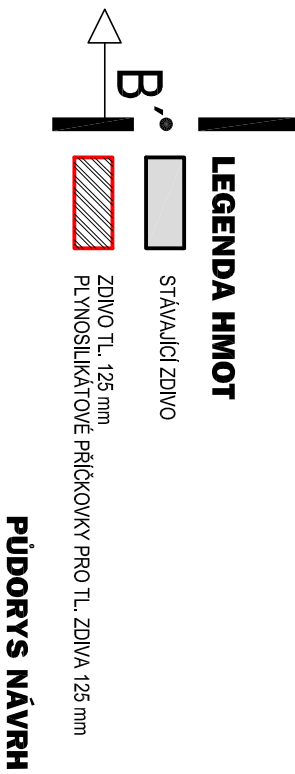 B´
LEGENDA HMOT
STÁVAJÍCÍ ZDIVO
ZDIVO TL. 125 mm
PLYNOSILIKÁTOVÉ PŘÍČKOVKY PRO TL. ZDIVA 125 mm
PŮDORYS NÁVRH